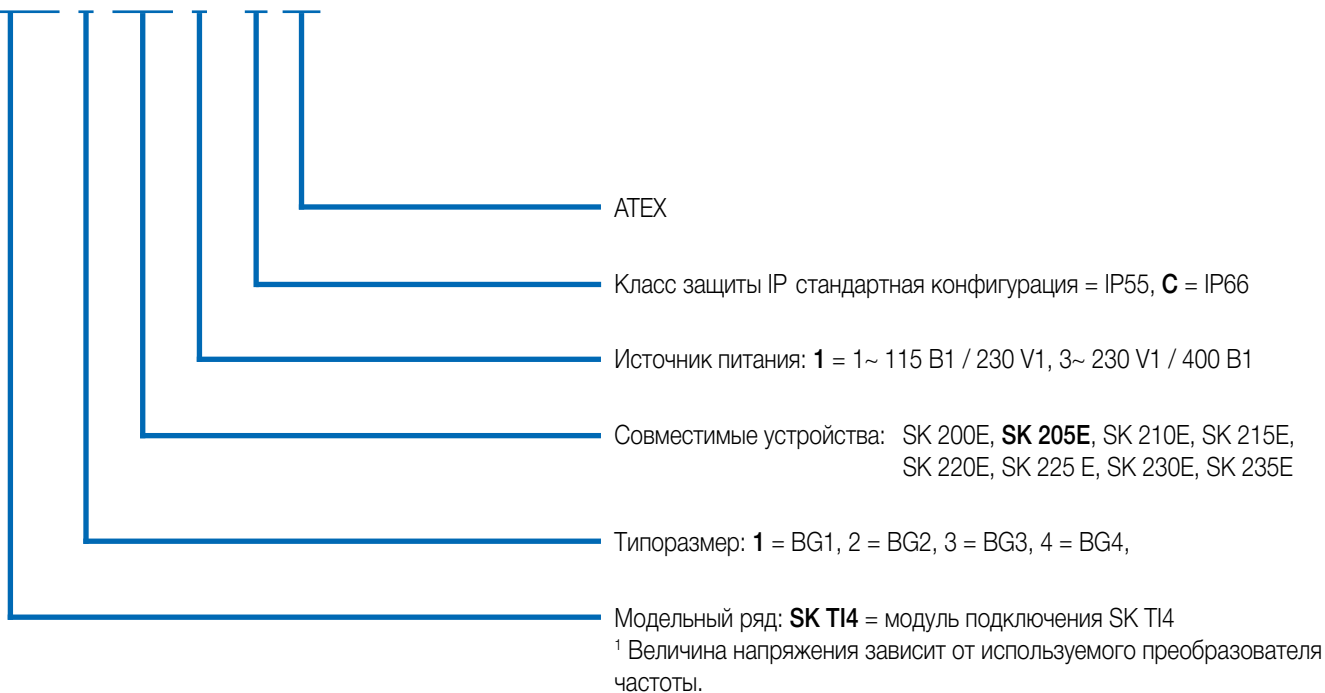 ATEX
Класс защиты IP стандартная конфигурация = IP55, C = IP66
Источник питания: 1 = 1~ 115 В1 / 230 V1, 3~ 230 V1 / 400 В1
Совместимые устройства: SK 200E, SK 205E, SK 210E, SK 215E,
SK 220E, SK 225 E, SK 230E, SK 235E
Типоразмер: 1 = BG1, 2 = BG2, 3 = BG3, 4 = BG4,
Модельный ряд: SK TI4 = модуль подключения SK TI4
¹ Величина напряжения зависит от используемого преобразователя
частоты.